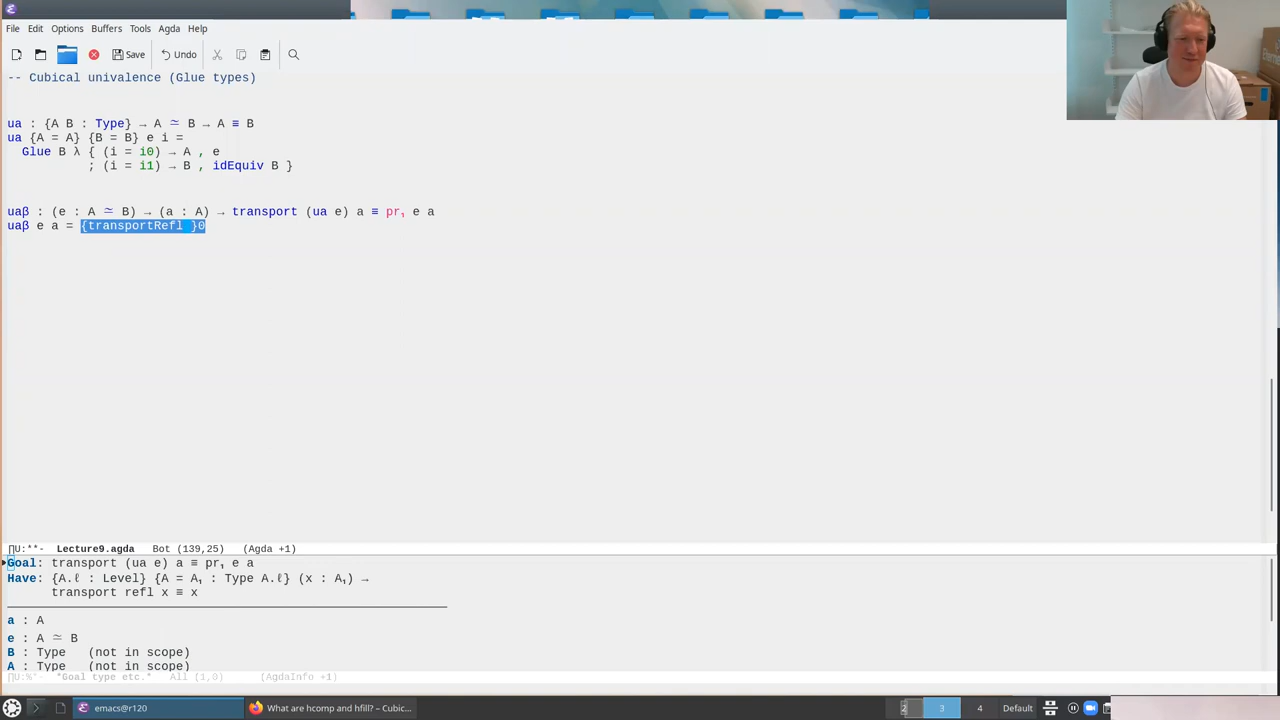 File Edit Options Buffers Tools Agda Help
Save Undo
-- Cubical univalence (Glue types)
ua : {A B : Type} → A ≃ B → A ≡ B
ua {A = A} {B = B} e i =
Glue B λ { (i = i0) → A , e
; (i = i1) → B , idEquiv B }
uaβ : (e : A ≃ B) → (a : A) → transport (ua e) a ≡ pr₁ e a
uaβ e a = {transportRefl }0
∏U:**- Lecture9.agda Bot (139,25) (Agda +1)
Goal: transport (ua e) a ≡ pr₁ e a
Have: {A.ℓ : Level} {A = A₁ : Type A.ℓ} (x : A₁) →
transport refl x ≡ x
a : A
e : A ≃ B
B : Type (not in scope)
A : Type (not in scope)
∏U:%*- *Goal type etc.* All (1,0) (AgdaInfo +1)
emacs@r120 What are hcomp and hfill? – Cubic... 2 3 4 Default